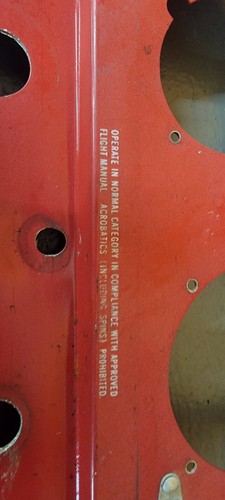 OPERATE IN NORMAL CATEGORY IN COMPLIANCE WITH APPROVED
FLIGHT MANUAL ACROBATICS (INCLUDING SPINS) PROHIBITED.